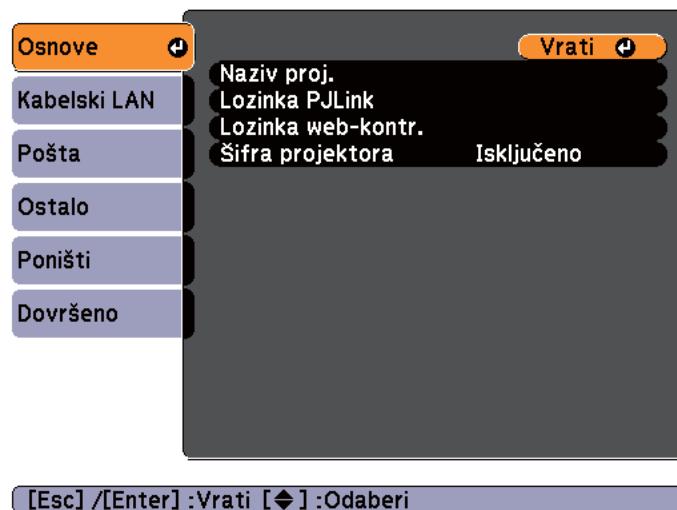 Osnove
Kabelski LAN
Pošta
Ostalo
Poništi
Dovršeno
Vrati
Naziv proj.
Lozinka PJLink
Lozinka web-kontr.
Šifra projektora Isključeno
[Esc] /[Enter] :Vrati [◆] :Odaberi